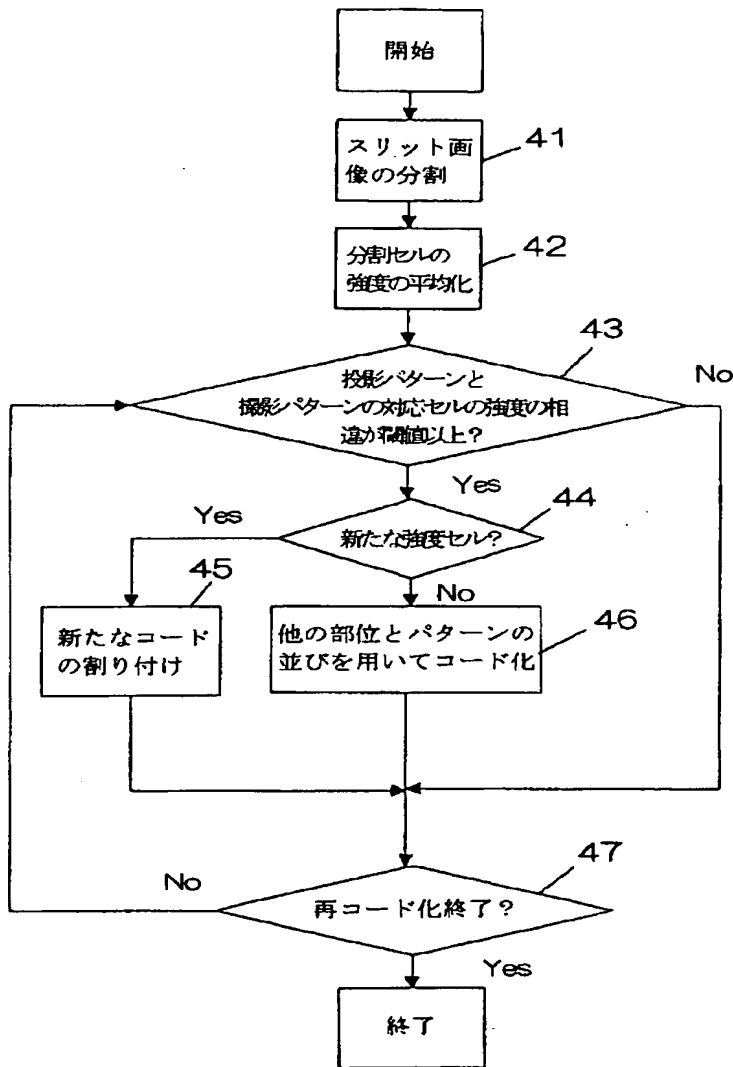 開始
スリット画
像の分割
41
分割セルの
強度の平均化
42
投影パターンと
撮影パターンの対応セルの強度の相
違が閾値以上?
43
No
Yes
新たな強度セル?
44
Yes
No
新たなコード
の割り付け
45
他の部位とパターンの
並びを用いてコード化
46
再コード化終了?
47
No
Yes
終了